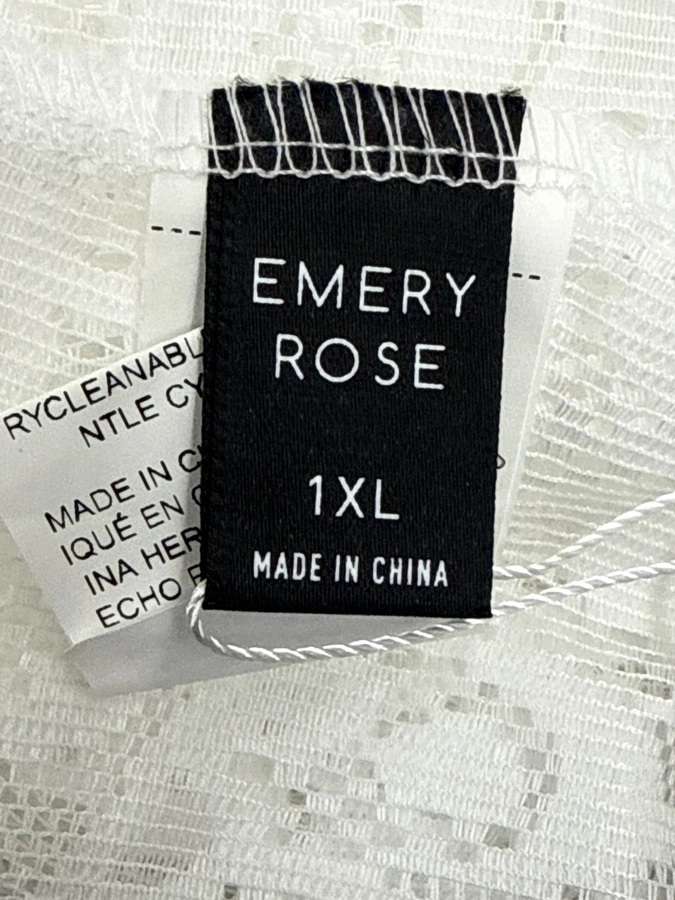 EMERY
ROSE
1XL
MADE IN CHINA
RYCLEANABL
NTLE CY
MADE IN C
IQUÉ EN
INA HER
ECHO